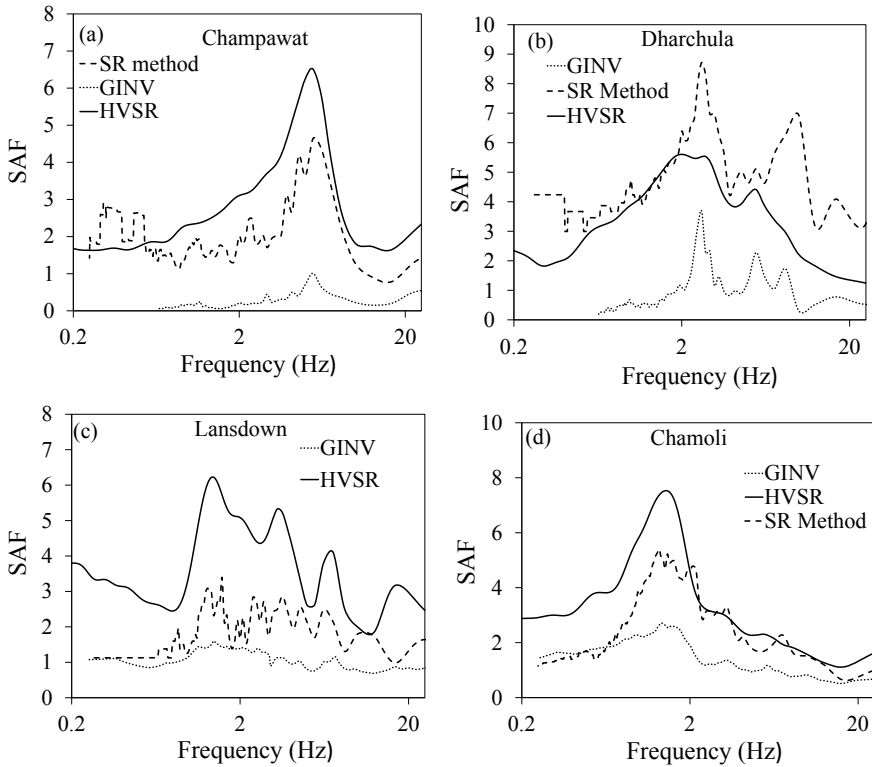 (a)
Champawat
SR method
GINV
HVSR
SAF
8
7
6
5
4
3
2
1
0
0.2
2
20
Frequency (Hz)
(b)
Dharchula
GINV
SR Method
HVSR
SAF
10
9
8
7
6
5
4
3
2
1
0
0.2
2
20
Frequency (Hz)
(c)
Lansdown
GINV
HVSR
SAF
8
7
6
5
4
3
2
1
0
0.2
2
20
Frequency (Hz)
(d)
Chamoli
GINV
HVSR
SR Method
SAF
10
8
6
4
2
0
0.2
2
20
Frequency (Hz)